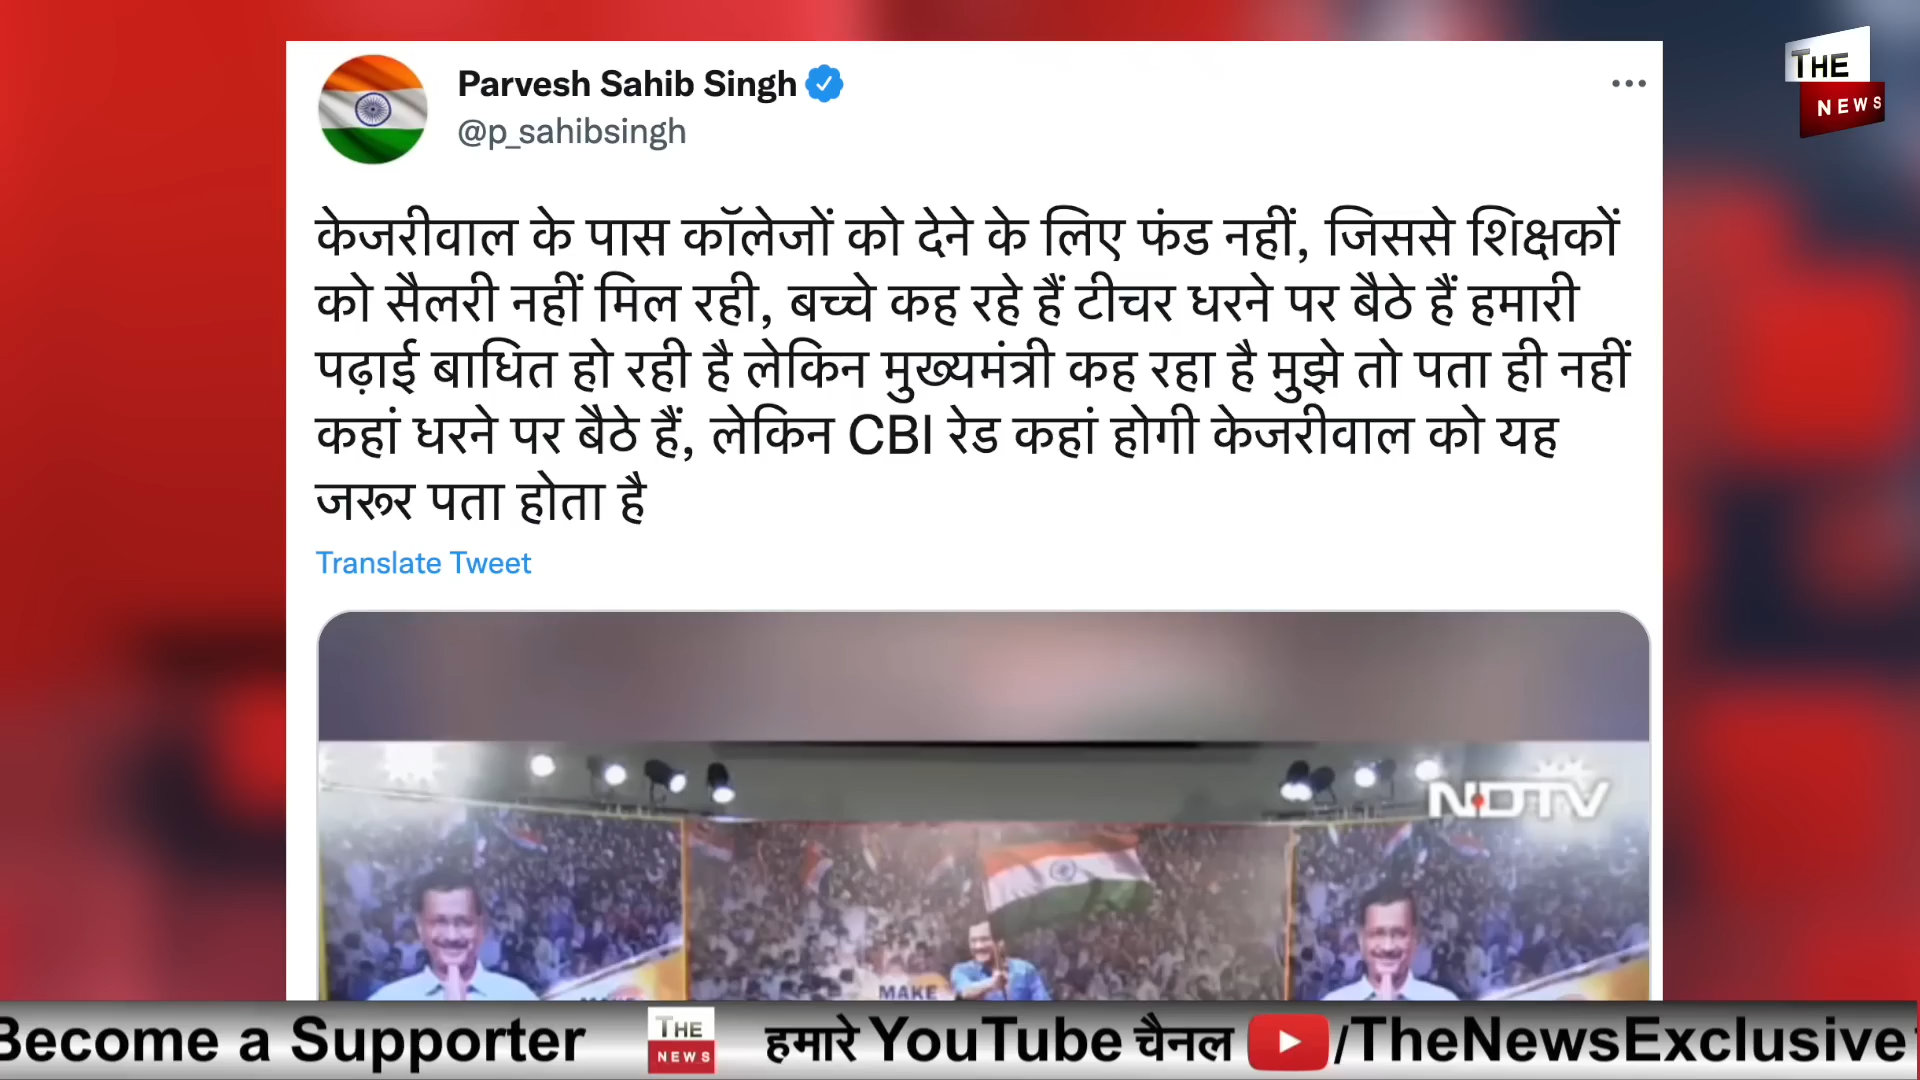 Parvesh Sahib Singh
@p_sahibsingh
THE
NEWS
केजरीवाल के पास कॉलेजों को देने के लिए फंड नहीं, जिससे शिक्षकों
को सैलरी नहीं मिल रही, बच्चे कह रहे हैं टीचर धरने पर बैठे हैं हमारी
पढ़ाई बाधित हो रही है लेकिन मुख्यमंत्री कह रहा है मुझे तो पता ही नहीं
कहां धरने पर बैठे हैं, लेकिन CBI रेड कहां होगी केजरीवाल को यह
जरूर पता होता है
Translate Tweet
NDTV
MAKE
Become a Supporter THE NEWS हमारे YouTube चैनल /TheNewsExclusive